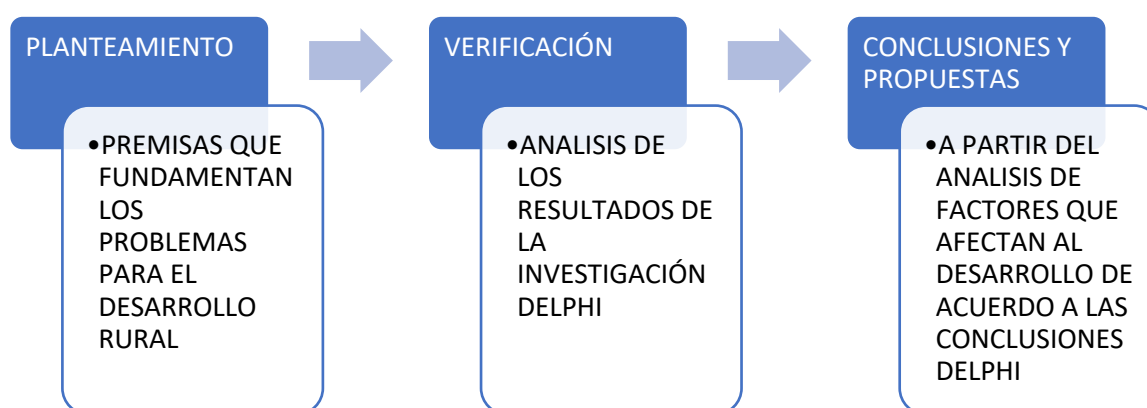 PLANTEAMIENTO
•PREMISAS QUE
FUNDAMENTAN
LOS
PROBLEMAS
PARA EL
DESARROLLO
RURAL
VERIFICACIÓN
•ANALISIS DE
LOS
RESULTADOS DE
LA
INVESTIGACIÓN
DELPHI
CONCLUSIONES Y
PROPUESTAS
•A PARTIR DEL
ANALISIS DE
FACTORES QUE
AFECTAN AL
DESARROLLO DE
ACUERDO A LAS
CONCLUSIONES
DELPHI